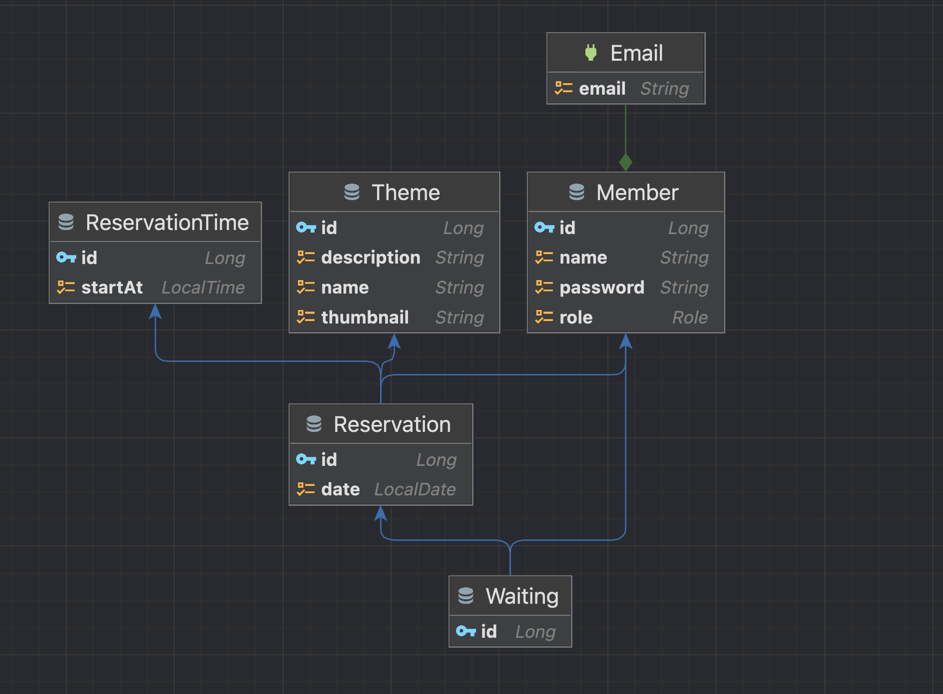 Email
email String
ReservationTime
id Long
startAt LocalTime
Theme
id Long
description String
name String
thumbnail String
Member
id Long
name String
password String
role Role
Reservation
id Long
date LocalDate
Waiting
id Long